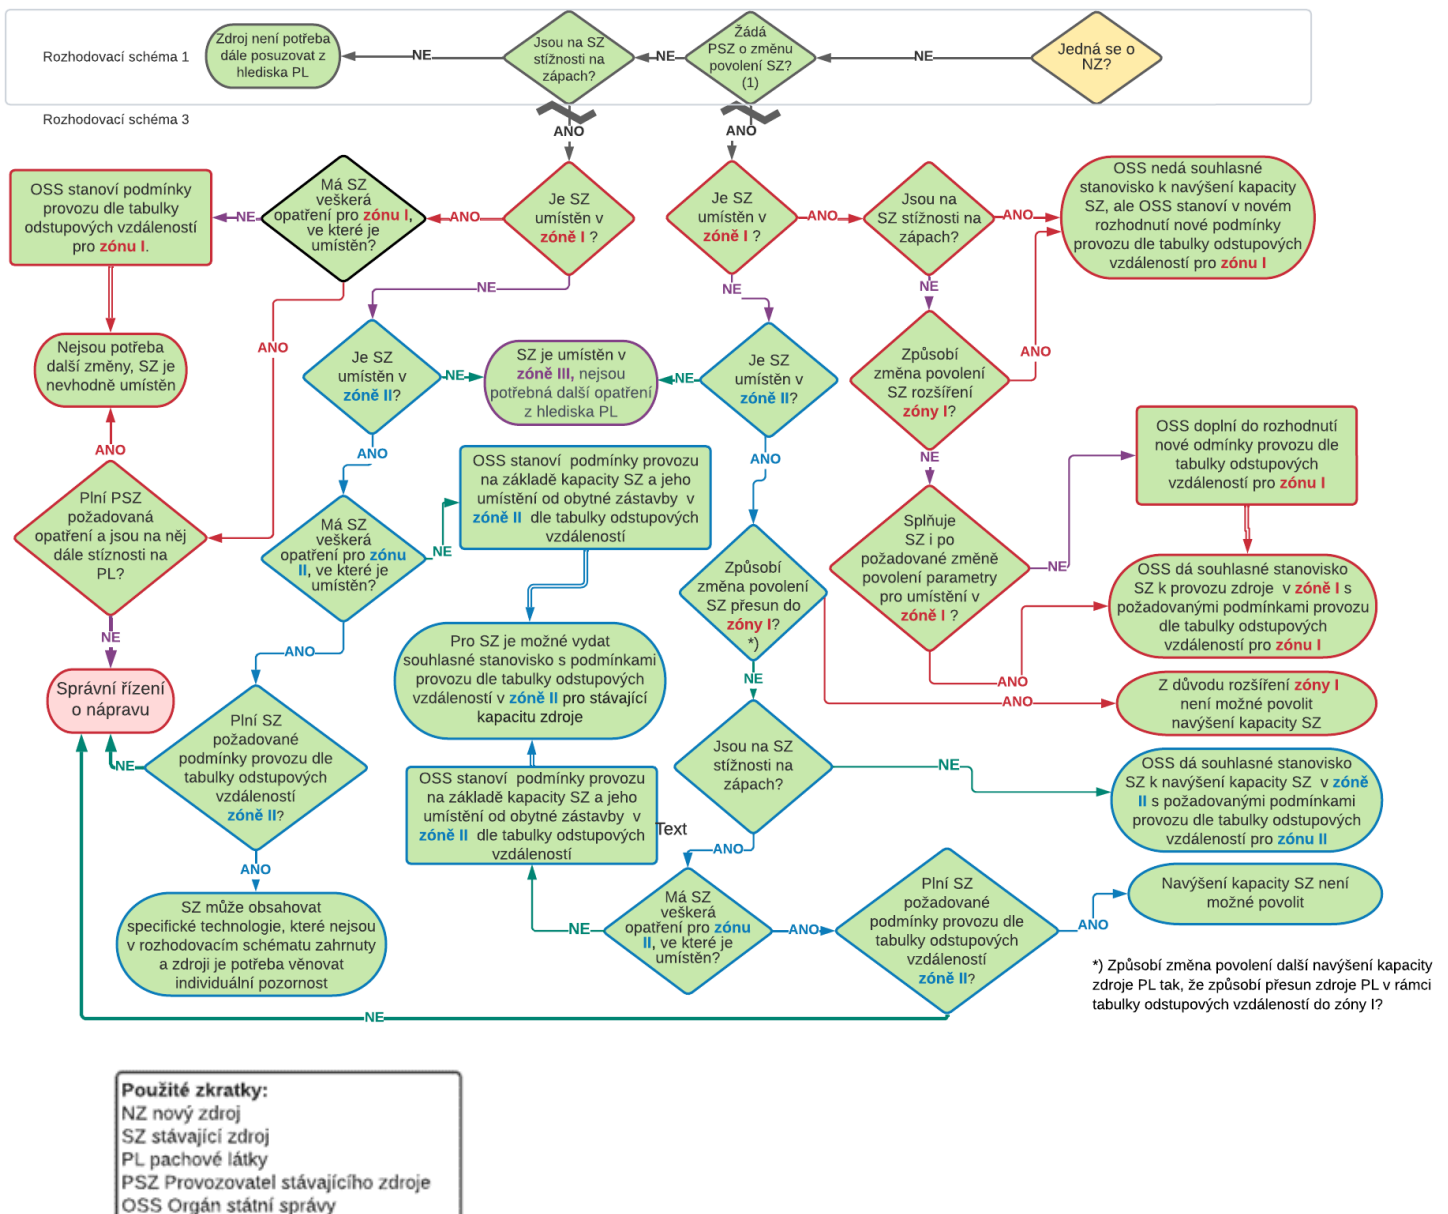 Rozhodovací schéma 1
Zdroj není potřeba
dále posuzovat z
hlediska PL
NE
Jsou na SZ
stížnosti na
zápach?
NE
Žádá
PSZ o změnu
povolení SZ?
(1)
NE
Jedná se o
NZ?
Rozhodovací schéma 3
ANO
ANO
OSS stanoví podmínky
provozu dle tabulky
odstupových vzdáleností
pro zónu I.
NE
Má SZ
veškerá
opatření pro zónu I,
ve které je
umístěn?
ANO
Je SZ
umístěn v
zóně I ?
Je SZ
umístěn v
zóně I ?
ANO
Jsou na
SZ stížnosti na
zápach?
ANO
OSS nedá souhlasné
stanovisko k navýšení kapacity
SZ, ale OSS stanoví v novém
rozhodnutí nové podmínky
provozu dle tabulky odstupových
vzdáleností pro zónu I
NE
NE
NE
Nejsou potřeba
další změny, SZ je
nevhodně umístěn
ANO
Je SZ
umístěn v
zóně II?
NE
SZ je umístěn v
zóně III, nejsou
potřebná další opatření
z hlediska PL
NE
Je SZ
umístěn v
zóně II?
Způsobí
změna povolení
SZ rozšíření
zóny I?
ANO
ANO
ANO
ANO
NE
OSS doplní do rozhodnutí
nové odmínky provozu dle
tabulky odstupových
vzdáleností pro zónu I
Plní PSZ
požadovaná
opatření a jsou na něj
dále stíznosti na
PL?
Má SZ
veškerá
opatření pro zónu
II, ve které je
umístěn?
NE
OSS stanoví  podmínky provozu
na základě kapacity SZ a jeho
umístění od obytné zástavby  v
zóně II  dle tabulky odstupových
vzdáleností
Způsobí
změna povolení
SZ přesun do
zóny I?
*)
Splňuje
SZ i po
požadované změně
povolení parametry
pro umístění v
zóně I ?
NE
OSS dá souhlasné stanovisko
SZ k provozu zdroje  v zóně I s
požadovanými podmínkami provozu
dle tabulky odstupových
vzdáleností pro zónu I
NE
ANO
Pro SZ je možné vydat
souhlasné stanovisko s podmínkami
provozu dle tabulky odstupových
vzdáleností v zóně II pro stávající
kapacitu zdroje
NE
ANO
ANO
Z důvodu rozšíření zóny I
není možné povolit
navýšení kapacity SZ
Správní řízení
o nápravu
NE
Plní SZ
požadované
podmínky provozu dle
tabulky odstupových
vzdáleností
zóně II?
Jsou na SZ
stížnosti na
zápach?
NE
OSS dá souhlasné stanovisko
SZ k navýšení kapacity SZ  v zóně
II s požadovanými podmínkami
provozu dle tabulky odstupových
vzdáleností pro zónu II
OSS stanoví  podmínky provozu
na základě kapacity SZ a jeho
umístění od obytné zástavby  v
zóně II  dle tabulky odstupových
vzdáleností
Text
ANO
ANO
SZ může obsahovat
specifické technologie, které nejsou
v rozhodovacím schématu zahrnuty
a zdroji je potřeba věnovat
individuální pozornost
NE
Má SZ
veškerá
opatření pro zónu
II, ve které je
umístěn?
ANO
Plní SZ
požadované
podmínky provozu dle
tabulky odstupových
vzdáleností
zóně II?
ANO
Navýšení kapacity SZ není
možné povolit
NE
*) Způsobí změna povolení další navýšení kapacity
zdroje PL tak, že způsobí přesun zdroje PL v rámci
tabulky odstupových vzdáleností do zóny I?
Použité zkratky:
NZ nový zdroj
SZ stávající zdroj
PL pachové látky
PSZ Provozovatel stávajícího zdroje
OSS Orgán státní správy